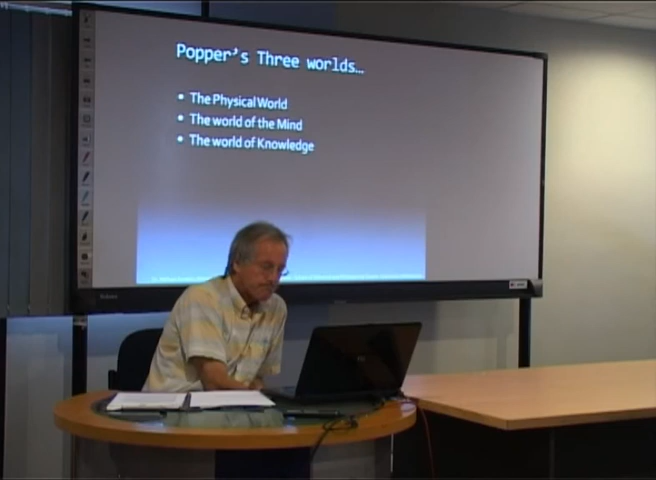 Popper's Three worlds…
• The Physical World
• The world of the Mind
• The world of Knowledge